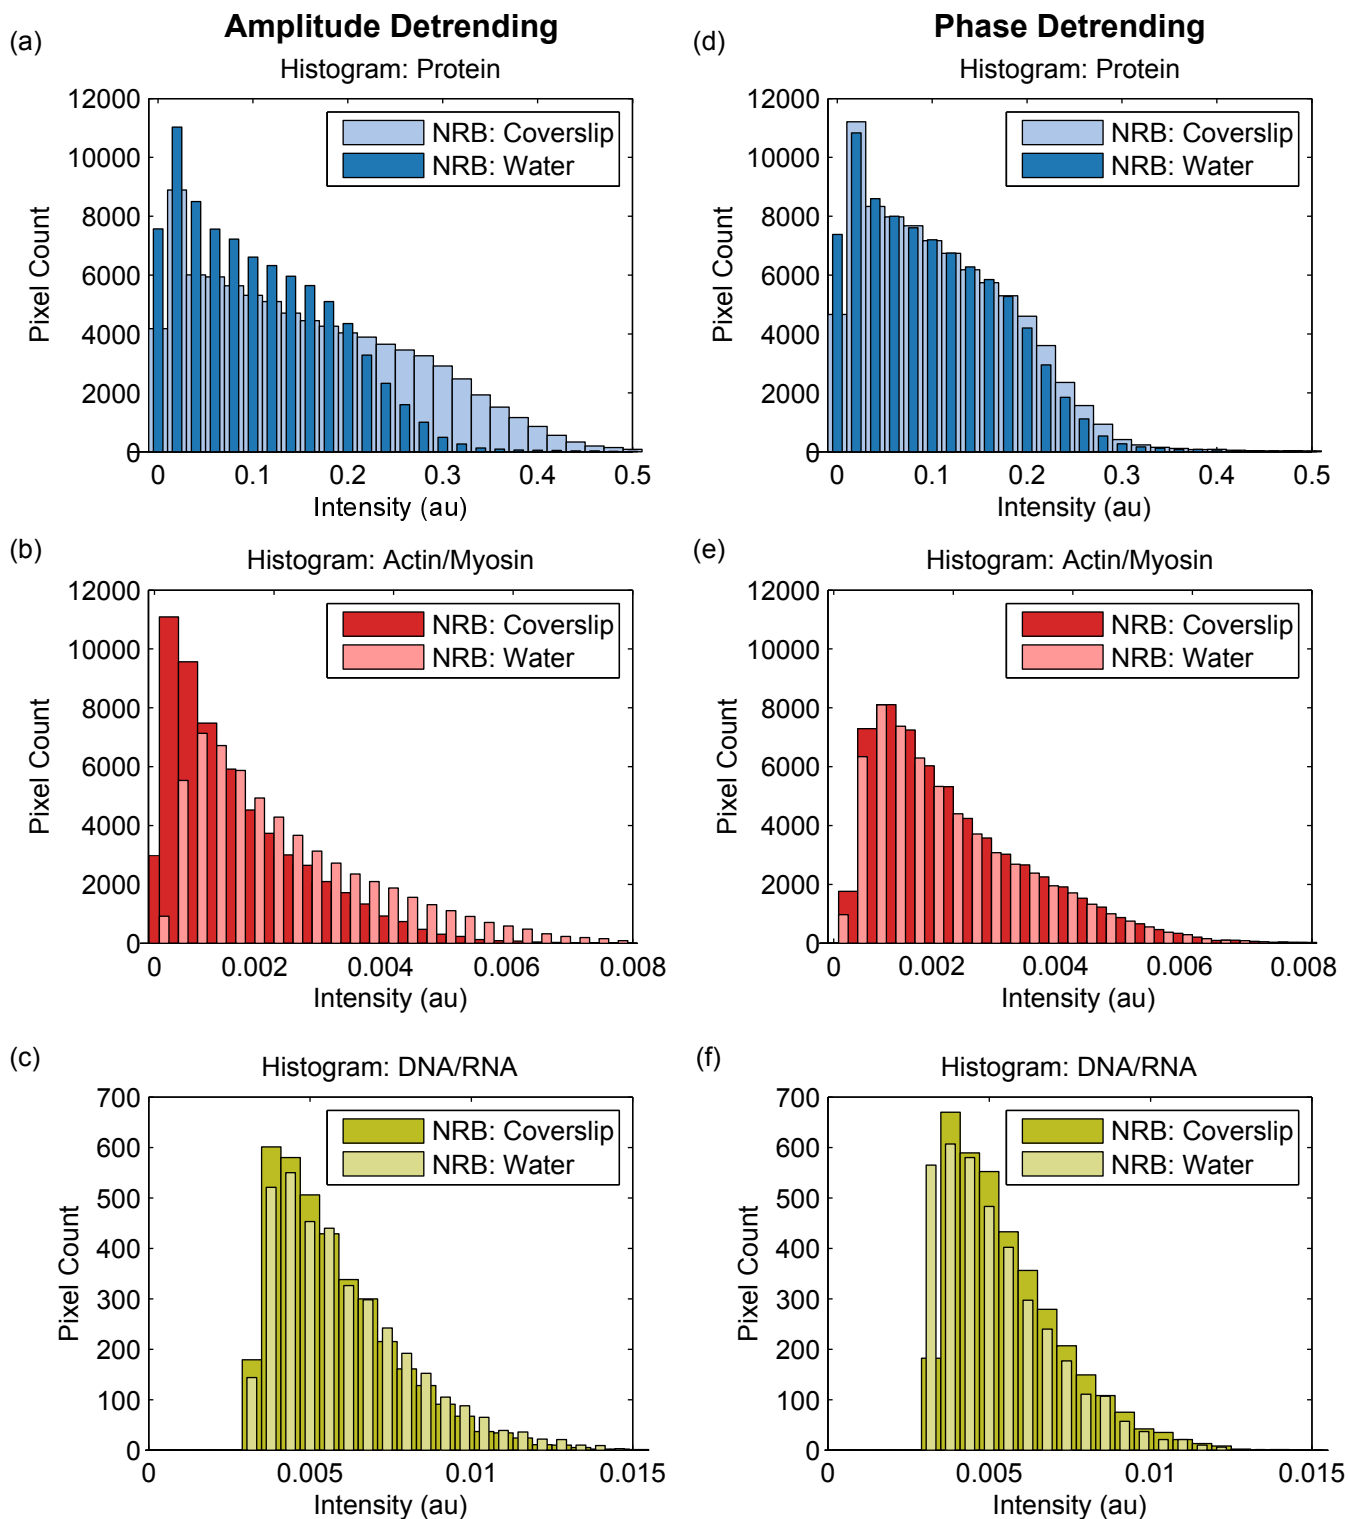 Amplitude Detrending
Phase Detrending
(a)
Histogram: Protein
12000
10000
8000
6000
4000
2000
0
Pixel Count
NRB: Coverslip
NRB: Water
0 0.1 0.2 0.3 0.4 0.5
Intensity (au)
(d)
Histogram: Protein
12000
10000
8000
6000
4000
2000
0
Pixel Count
NRB: Coverslip
NRB: Water
0 0.1 0.2 0.3 0.4 0.5
Intensity (au)
(b)
Histogram: Actin/Myosin
12000
10000
8000
6000
4000
2000
0
Pixel Count
NRB: Coverslip
NRB: Water
0 0.002 0.004 0.006 0.008
Intensity (au)
(e)
Histogram: Actin/Myosin
12000
10000
8000
6000
4000
2000
0
Pixel Count
NRB: Coverslip
NRB: Water
0 0.002 0.004 0.006 0.008
Intensity (au)
(c)
Histogram: DNA/RNA
700
600
500
400
300
200
100
0
Pixel Count
NRB: Coverslip
NRB: Water
0 0.005 0.01 0.015
Intensity (au)
(f)
Histogram: DNA/RNA
700
600
500
400
300
200
100
0
Pixel Count
NRB: Coverslip
NRB: Water
0 0.005 0.01 0.015
Intensity (au)